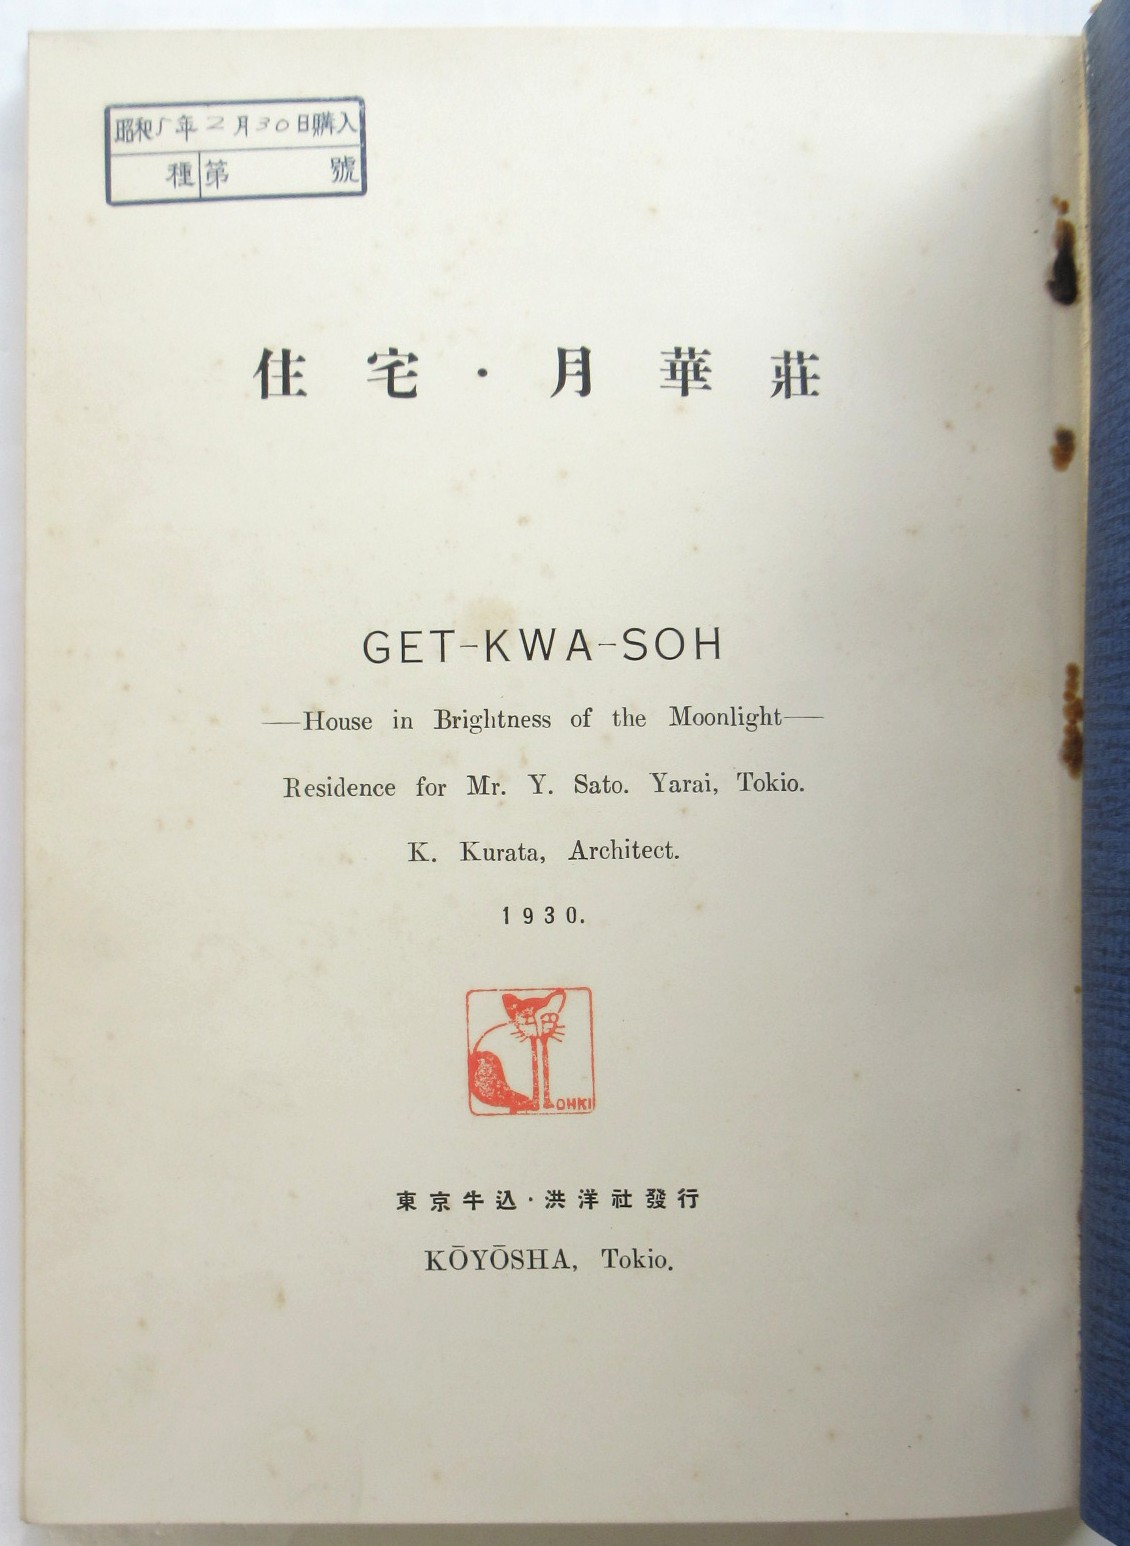 昭和5年2月30日購入
種 第 號
住宅・月華莊
GET-KWA-SOH
—House in Brightness of the Moonlight—
Residence for Mr. Y. Sato. Yarai, Tokio.
K. Kurata, Architect.
1930.
OHKI
東京牛込・洪洋社發行
KŌYŌSHA, Tokio.